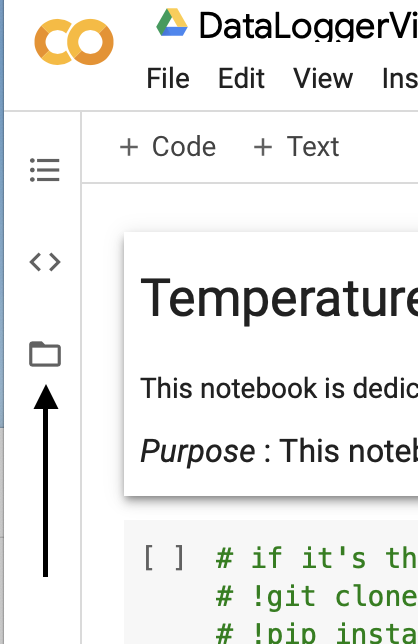 DataLoggerVi
File Edit View Ins
+ Code + Text
Temperature
This notebook is dedic
Purpose : This noteb
[ ] # if it's th
# !git clone
# !pip insta